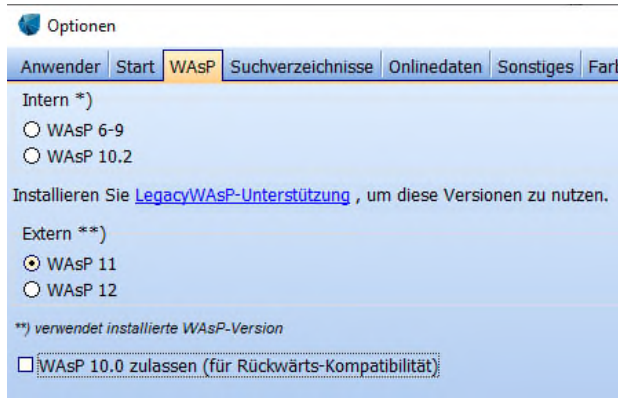 Optionen
Anwender Start WAsP Suchverzeichnisse Onlinedaten Sonstiges
Intern *)
WAsP 6-9
WAsP 10.2
Installieren Sie LegacyWAsP-Unterstützung , um diese Versionen zu nutzen.
Extern **)
WAsP 11
WAsP 12
**) verwendet installierte WAsP-Version
WAsP 10.0 zulassen (für Rückwärts-Kompatibilität)